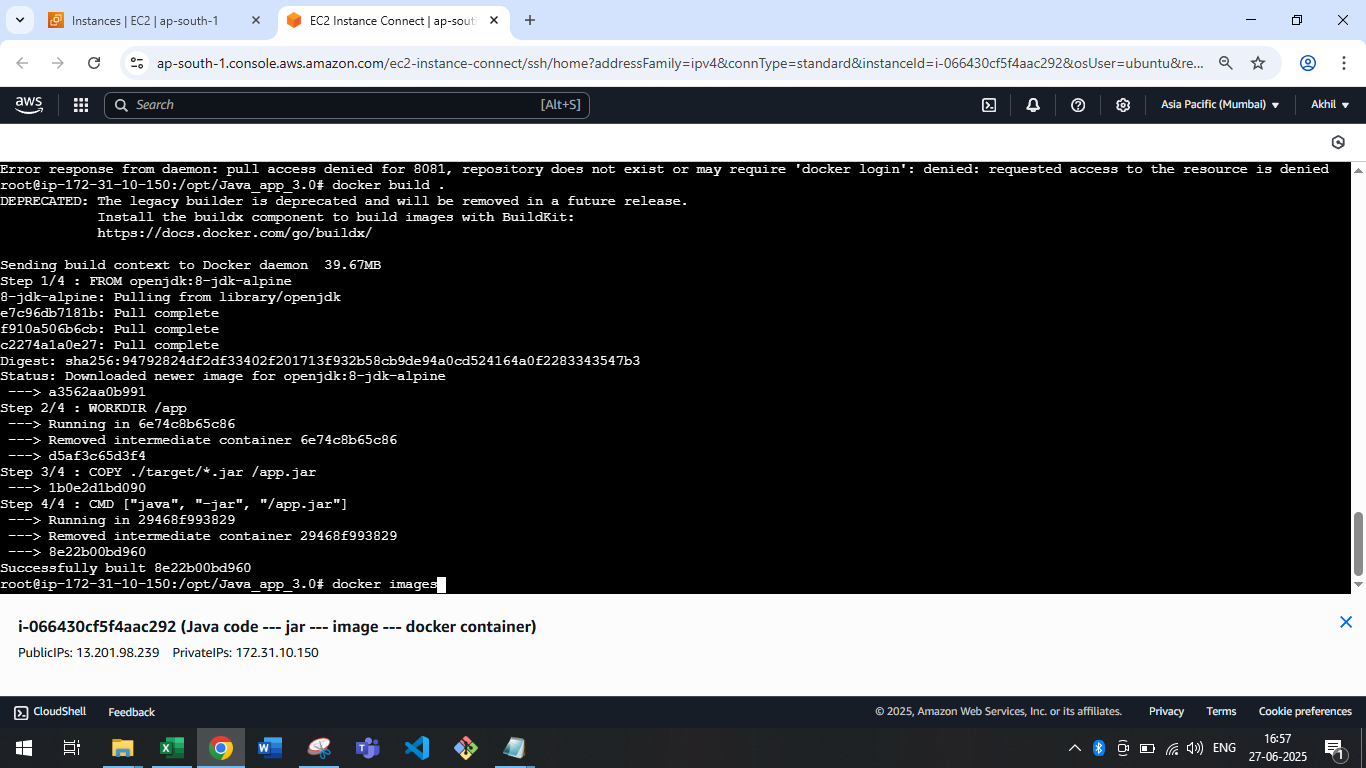 Instances | EC2 | ap-south-1
EC2 Instance Connect | ap-sout
ap-south-1.console.aws.amazon.com/ec2-instance-connect/ssh/home?addressFamily=ipv4&connType=standard&instanceId=i-066430cf5f4aac292&osUser=ubuntu&re...
aws
Search
[Alt+S]
Asia Pacific (Mumbai)
Akhil
Error response from daemon: pull access denied for 8081, repository does not exist or may require 'docker login': denied: requested access to the resource is denied
root@ip-172-31-10-150:/opt/Java_app_3.0# docker build .
DEPRECATED: The legacy builder is deprecated and will be removed in a future release.
            Install the buildx component to build images with BuildKit:
            https://docs.docker.com/go/buildx/
Sending build context to Docker daemon  39.67MB
Step 1/4 : FROM openjdk:8-jdk-alpine
8-jdk-alpine: Pulling from library/openjdk
e7c96db7181b: Pull complete
f910a506b6cb: Pull complete
c2274a1a0e27: Pull complete
Digest: sha256:94792824df2df33402f201713f932b58cb9de94a0cd524164a0f2283343547b3
Status: Downloaded newer image for openjdk:8-jdk-alpine
 ---> a3562aa0b991
Step 2/4 : WORKDIR /app
 ---> Running in 6e74c8b65c86
 ---> Removed intermediate container 6e74c8b65c86
 ---> d5af3c65d3f4
Step 3/4 : COPY ./target/*.jar /app.jar
 ---> 1b0e2d1bd090
Step 4/4 : CMD ["java", "-jar", "/app.jar"]
 ---> Running in 29468f993829
 ---> Removed intermediate container 29468f993829
 ---> 8e22b00bd960
Successfully built 8e22b00bd960
root@ip-172-31-10-150:/opt/Java_app_3.0# docker images
i-066430cf5f4aac292 (Java code --- jar --- image --- docker container)
PublicIPs: 13.201.98.239    PrivateIPs: 172.31.10.150
CloudShell
Feedback
© 2025, Amazon Web Services, Inc. or its affiliates.
Privacy
Terms
Cookie preferences
ENG
16:57
27-06-2025
1